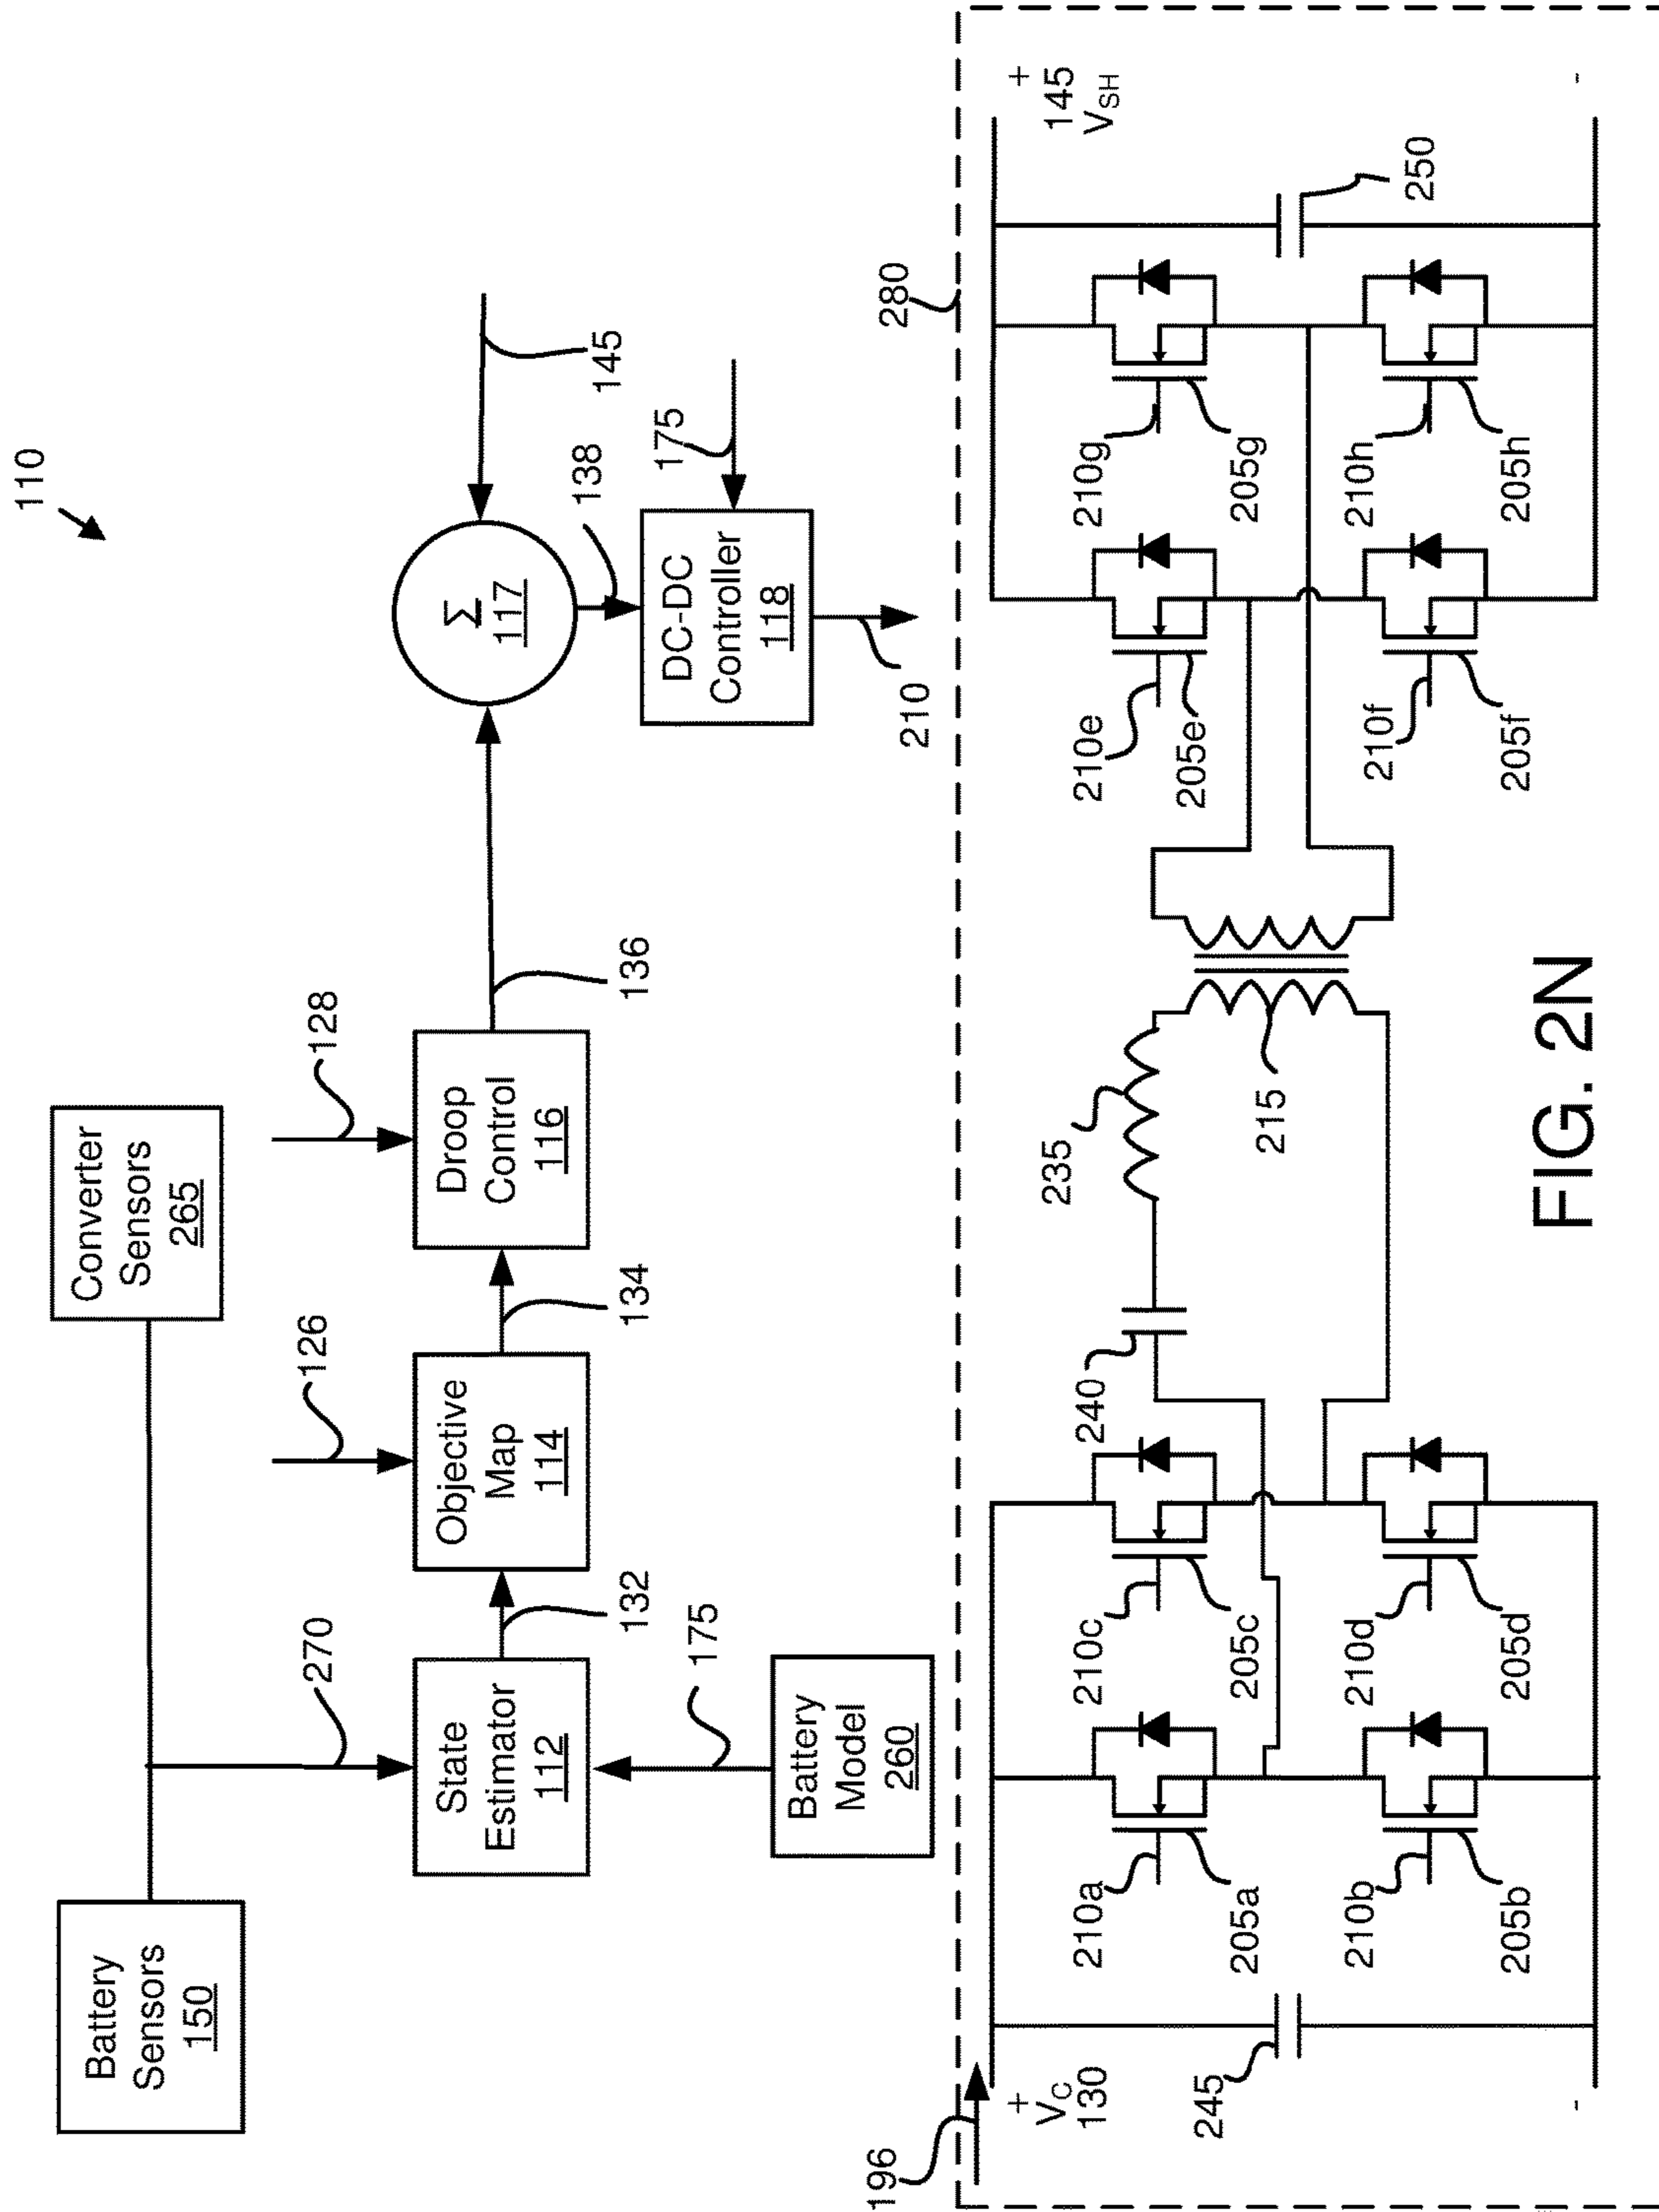 110
Battery
Sensors
150
Converter
Sensors
265
270
126
128
State
Estimator
112
132
Objective
Map
114
134
Droop
Control
116
136
Σ
117
145
138
175
Battery
Model
260
175
DC-DC
Controller
118
210
280
196
+
VC
130
-
245
210a
205a
210b
205b
210c
205c
210d
205d
240
235
215
210e
205e
210f
205f
210g
205g
210h
205h
250
+
145
VSH
-
FIG. 2N